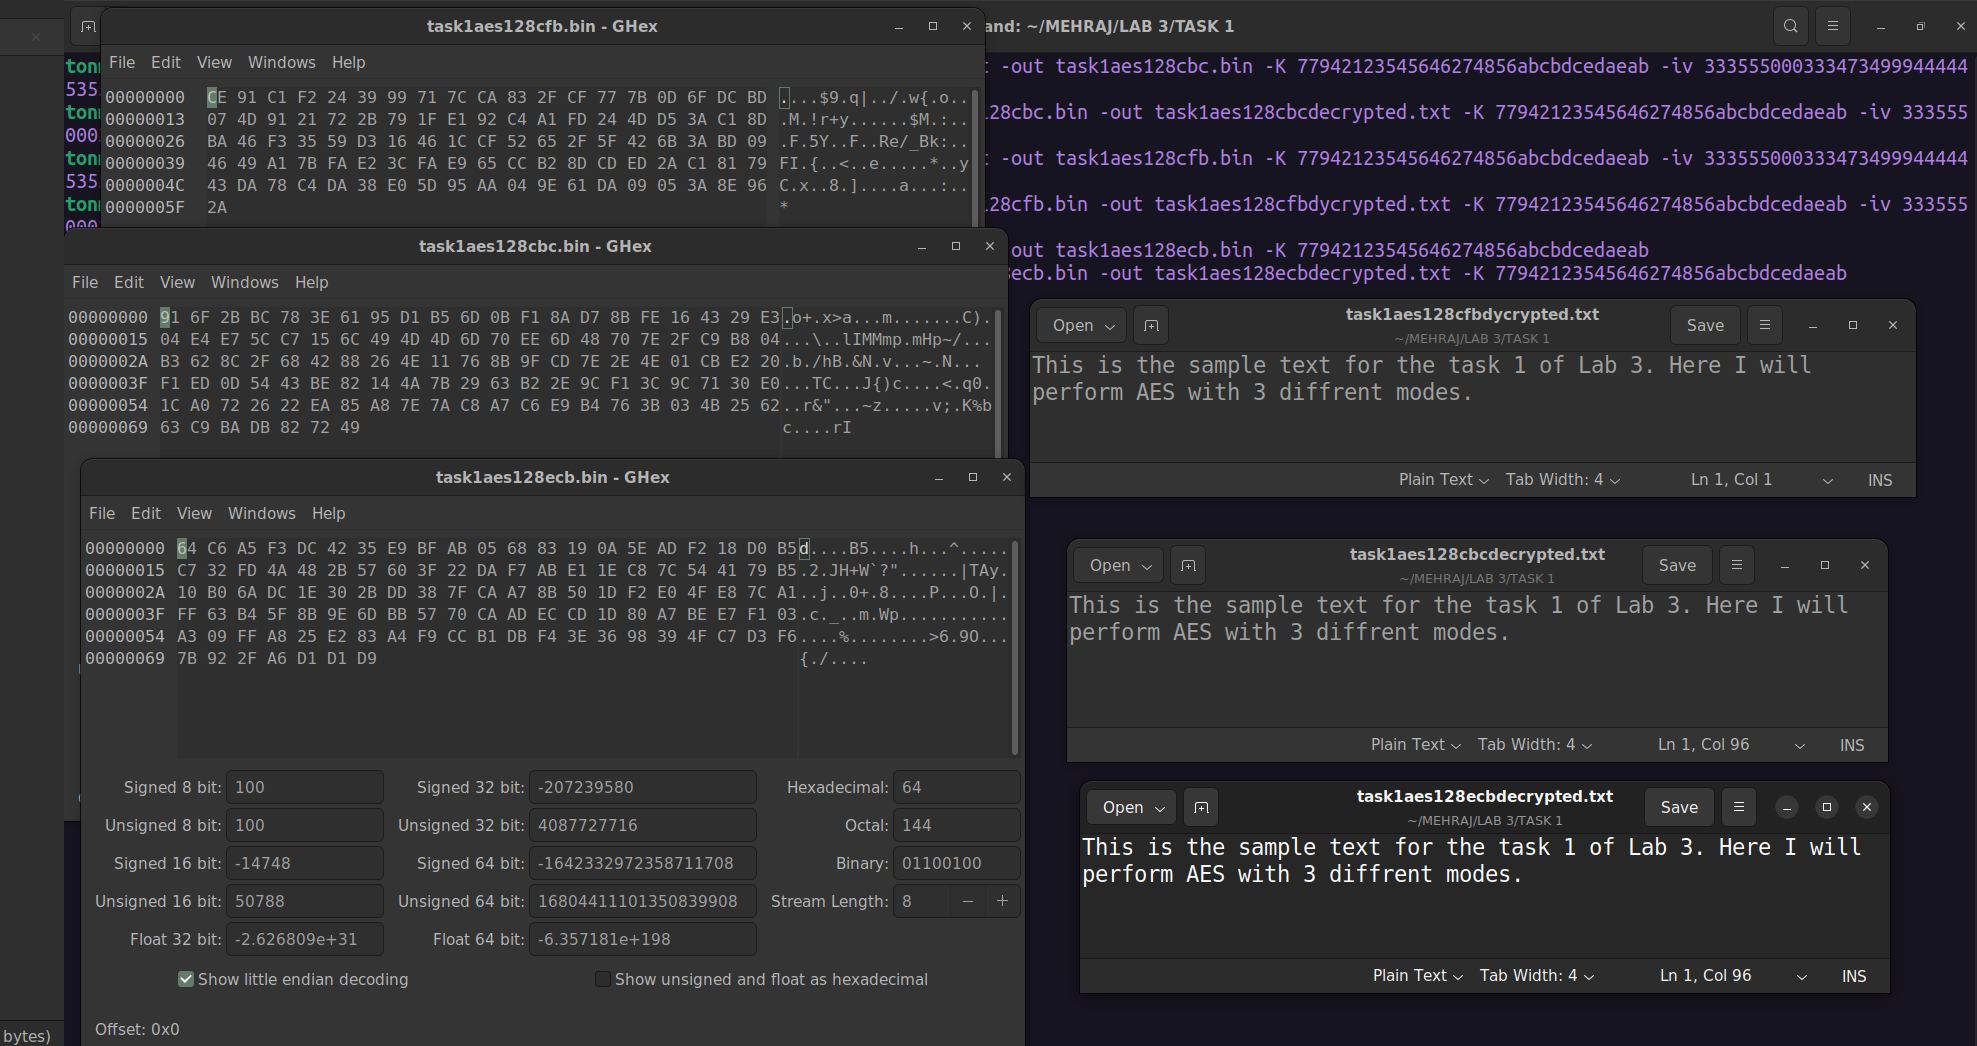 task1aes128cfb.bin - GHex
and: ~/MEHRAJ/LAB 3/TASK 1
File Edit View Windows Help
00000000 CE 91 C1 F2 24 39 99 71 7C CA 83 2F CF 77 7B 0D 6F DC BD ....$9.q|../.w{.o..
00000013 07 4D 91 21 72 2B 79 1F E1 92 C4 A1 FD 24 4D D5 3A C1 8D .M.!r+y......$M.:..
00000026 BA 46 F3 35 59 D3 16 46 1C CF 52 65 2F 5F 42 6B 3A BD 09 .F.5Y..F..Re/_Bk:..
00000039 46 49 A1 7B FA E2 3C FA E9 65 CC B2 8D CD ED 2A C1 81 79 FI.{..<..e.....*..y
0000004C 43 DA 78 C4 DA 38 E0 5D 95 AA 04 9E 61 DA 09 05 3A 8E 96 C.x..8.]....a...:..
0000005F 2A *
ton
535
ton
000
ton
535
ton
000
-out task1aes128cbc.bin -K 77942123545646274856abcbdcedaeab -iv 333555000333473499944444
28cbc.bin -out task1aes128cbcdecrypted.txt -K 77942123545646274856abcbdcedaeab -iv 333555
-out task1aes128cfb.bin -K 77942123545646274856abcbdcedaeab -iv 333555000333473499944444
28cfb.bin -out task1aes128cfbdycrypted.txt -K 77942123545646274856abcbdcedaeab -iv 333555
out task1aes128ecb.bin -K 77942123545646274856abcbdcedaeab
ecb.bin -out task1aes128ecbdecrypted.txt -K 77942123545646274856abcbdcedaeab
task1aes128cbc.bin - GHex
File Edit View Windows Help
00000000 91 6F 2B BC 78 3E 61 95 D1 B5 6D 0B F1 8A D7 8B FE 16 43 29 E3 .o+.x>a...m.......C).
00000015 04 E4 E7 5C C7 15 6C 49 4D 4D 6D 70 EE 6D 48 70 7E 2F C9 B8 04 ...\..lIMMmp.mHp~/...
0000002A B3 62 8C 2F 68 42 88 26 4E 11 76 8B 9F CD 7E 2E 4E 01 CB E2 20 .b./hB.&N.v...~.N...
0000003F F1 ED 0D 54 43 BE 82 14 4A 7B 29 63 B2 2E 9C F1 3C 9C 71 30 E0 ...TC...J{)c....<.q0.
00000054 1C A0 72 26 22 EA 85 A8 7E 7A C8 A7 C6 E9 B4 76 3B 03 4B 25 62 ..r&"...~z.....v;.K%b
00000069 63 C9 BA DB 82 72 49 c....rI
task1aes128ecb.bin - GHex
File Edit View Windows Help
00000000 64 C6 A5 F3 DC 42 35 E9 BF AB 05 68 83 19 0A 5E AD F2 18 D0 B5 d....B5....h...^.....
00000015 C7 32 FD 4A 48 2B 57 60 3F 22 DA F7 AB E1 1E C8 7C 54 41 79 B5 .2.JH+W`?"......|TAy.
0000002A 10 B0 6A DC 1E 30 2B DD 38 7F CA A7 8B 50 1D F2 E0 4F E8 7C A1 ..j..0+.8....P...O.|.
0000003F FF 63 B4 5F 8B 9E 6D BB 57 70 CA AD EC CD 1D 80 A7 BE E7 F1 03 .c._..m.Wp...........
00000054 A3 09 FF A8 25 E2 83 A4 F9 CC B1 DB F4 3E 36 98 39 4F C7 D3 F6 ....%........>6.9O...
00000069 7B 92 2F A6 D1 D1 D9 {./....
Signed 8 bit: 100 Signed 32 bit: -207239580 Hexadecimal: 64
Unsigned 8 bit: 100 Unsigned 32 bit: 4087727716 Octal: 144
Signed 16 bit: -14748 Signed 64 bit: -1642332972358711708 Binary: 01100100
Unsigned 16 bit: 50788 Unsigned 64 bit: 16804411101350839908 Stream Length: 8
Float 32 bit: -2.626809e+31 Float 64 bit: -6.357181e+198
Show little endian decoding Show unsigned and float as hexadecimal
Offset: 0x0
bytes)
Open task1aes128cfbdycrypted.txt Save
~/MEHRAJ/LAB 3/TASK 1
This is the sample text for the task 1 of Lab 3. Here I will
perform AES with 3 diffrent modes.
Plain Text Tab Width: 4 Ln 1, Col 1 INS
Open task1aes128cbcdecrypted.txt Save
~/MEHRAJ/LAB 3/TASK 1
This is the sample text for the task 1 of Lab 3. Here I will
perform AES with 3 diffrent modes.
Plain Text Tab Width: 4 Ln 1, Col 96 INS
Open task1aes128ecbdecrypted.txt Save
~/MEHRAJ/LAB 3/TASK 1
This is the sample text for the task 1 of Lab 3. Here I will
perform AES with 3 diffrent modes.
Plain Text Tab Width: 4 Ln 1, Col 96 INS